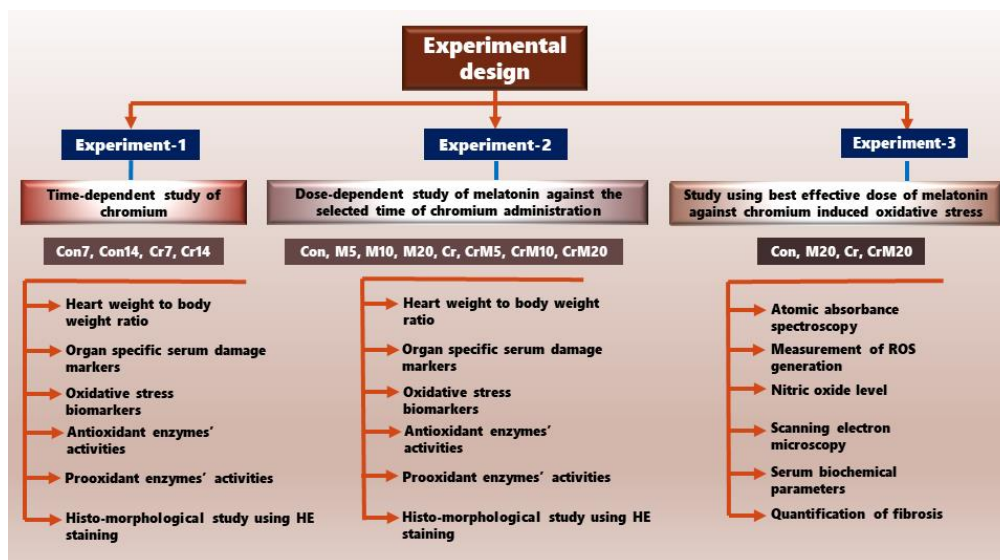 Experimental
design
Experiment-1
Experiment-2
Experiment-3
Time-dependent study of
chromium
Dose-dependent study of melatonin against the
selected time of chromium administration
Study using best effective dose of melatonin
against chromium induced oxidative stress
Con7, Con14, Cr7, Cr14
Con, M5, M10, M20, Cr, CrM5, CrM10, CrM20
Con, M20, Cr, CrM20
Heart weight to body
weight ratio
Organ specific serum damage
markers
Oxidative stress
biomarkers
Antioxidant enzymes’
activities
Prooxidant enzymes’ activities
Histo-morphological study using HE
staining
Heart weight to body weight
ratio
Organ specific serum damage
markers
Oxidative stress
biomarkers
Antioxidant enzymes’
activities
Prooxidant enzymes’ activities
Histo-morphological study using HE
staining
Atomic absorbance
spectroscopy
Measurement of ROS
generation
Nitric oxide level
Scanning electron
microscopy
Serum biochemical
parameters
Quantification of fibrosis